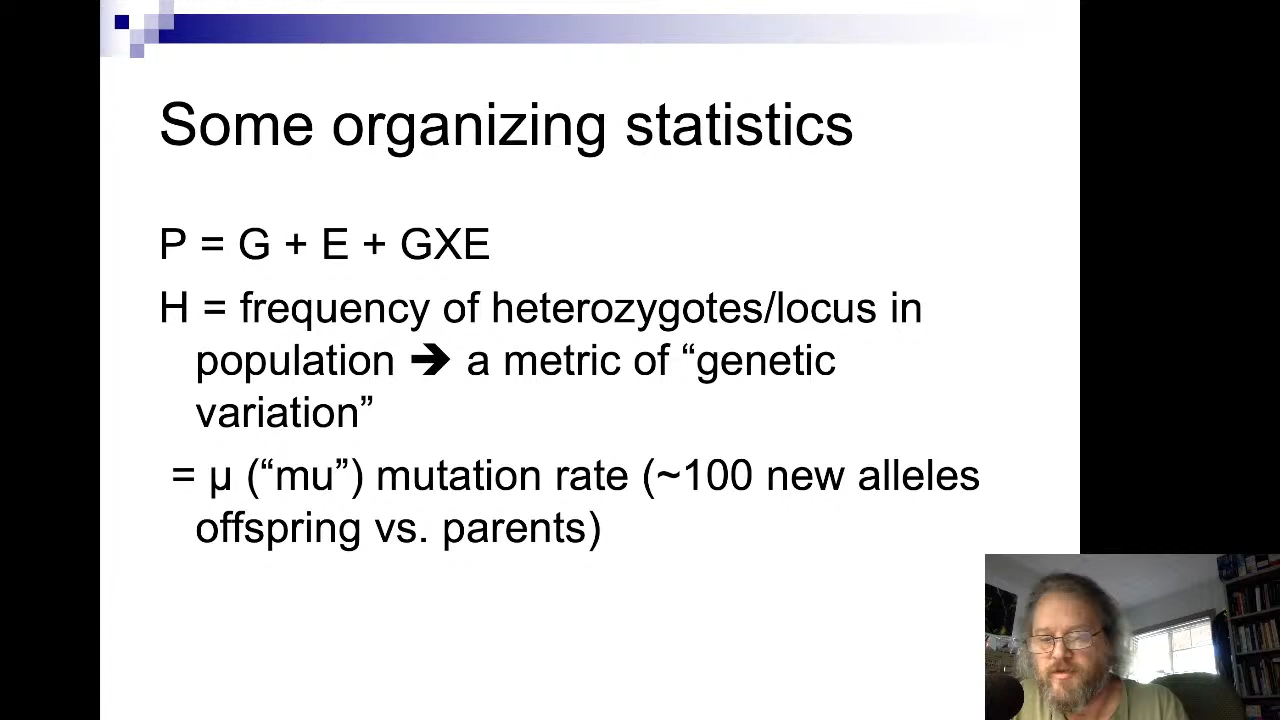 Some organizing statistics
P = G + E + GXE
H = frequency of heterozygotes/locus in
population ➔ a metric of “genetic
variation”
= µ (“mu”) mutation rate (~100 new alleles
offspring vs. parents)